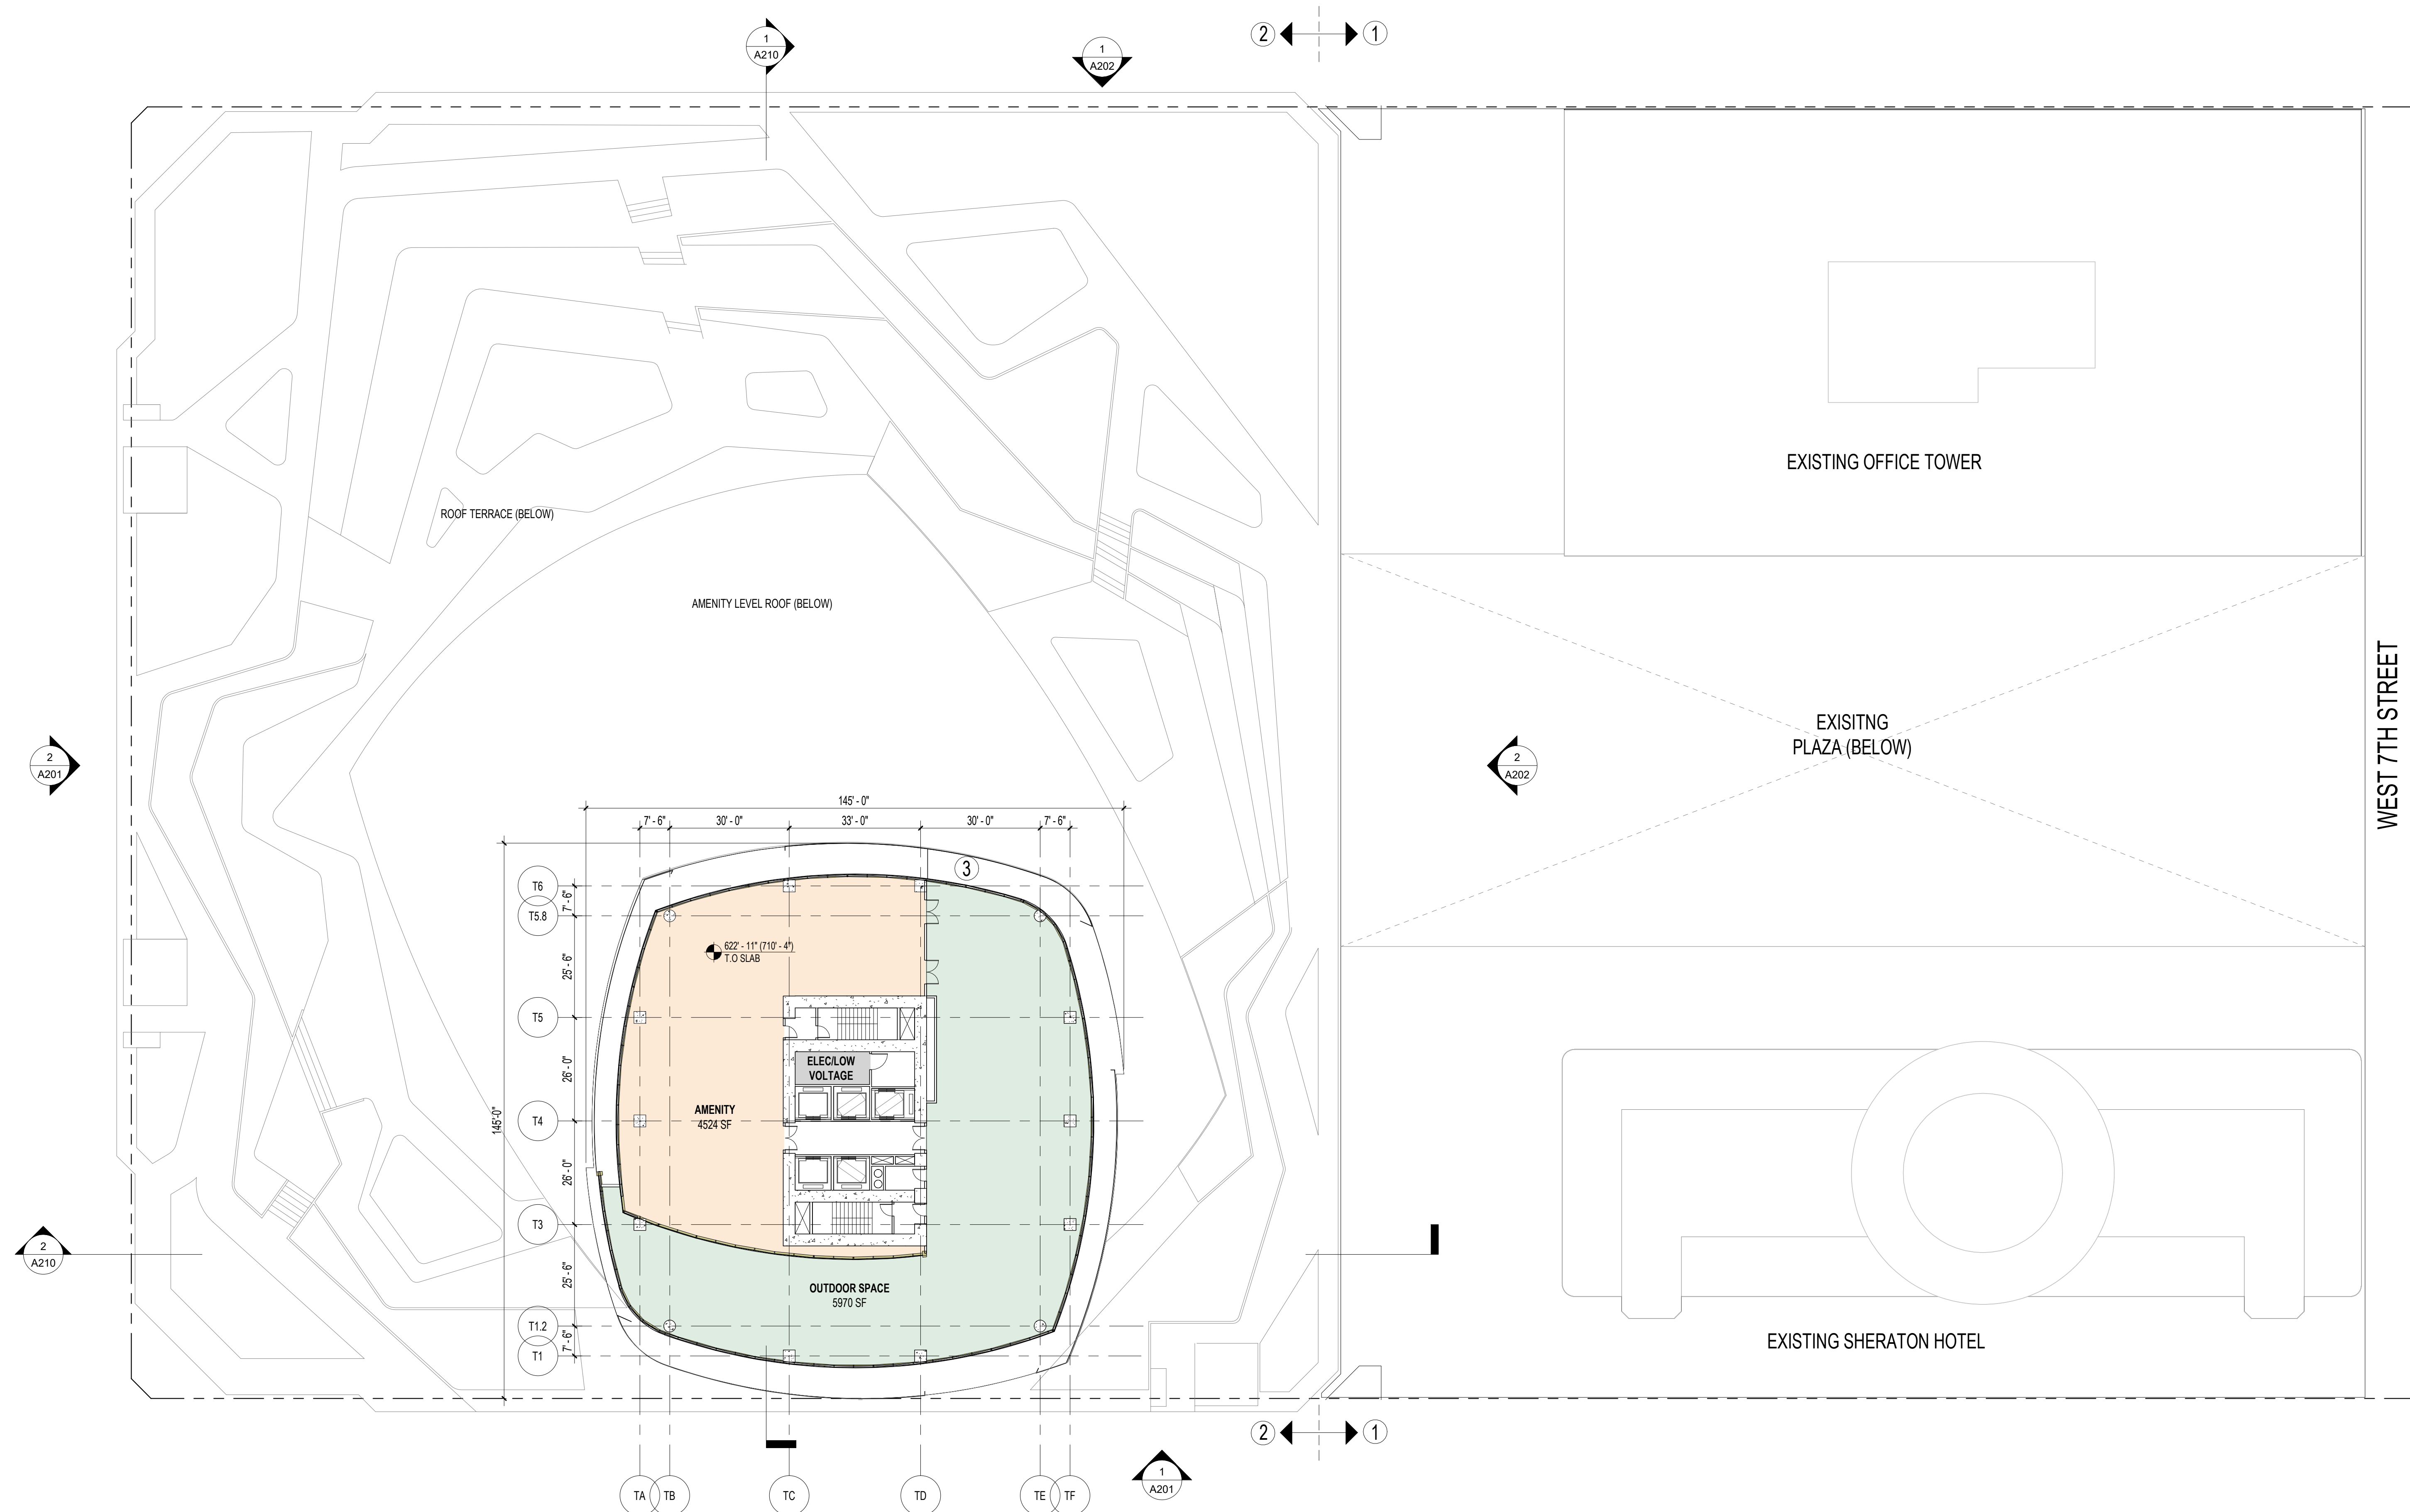 1
A210
1
A202
2
1
EXISTING OFFICE TOWER
ROOF TERRACE (BELOW)
AMENITY LEVEL ROOF (BELOW)
WEST 7TH STREET
EXISITNG
PLAZA (BELOW)
2
A201
2
A202
145' - 0"
7' - 6"
30' - 0"
33' - 0"
30' - 0"
7' - 6"
3
T6
7' - 6"
T5.8
622' - 11" (710' - 4")
T.O SLAB
25' - 6"
T5
26' - 0"
ELEC/LOW
VOLTAGE
145'-0"
T4
AMENITY
4524 SF
26' - 0"
T3
2
A210
25' - 6"
OUTDOOR SPACE
5970 SF
T1.2
7' - 6"
T1
EXISTING SHERATON HOTEL
2
1
1
A201
TA
TB
TC
TD
TE
TF